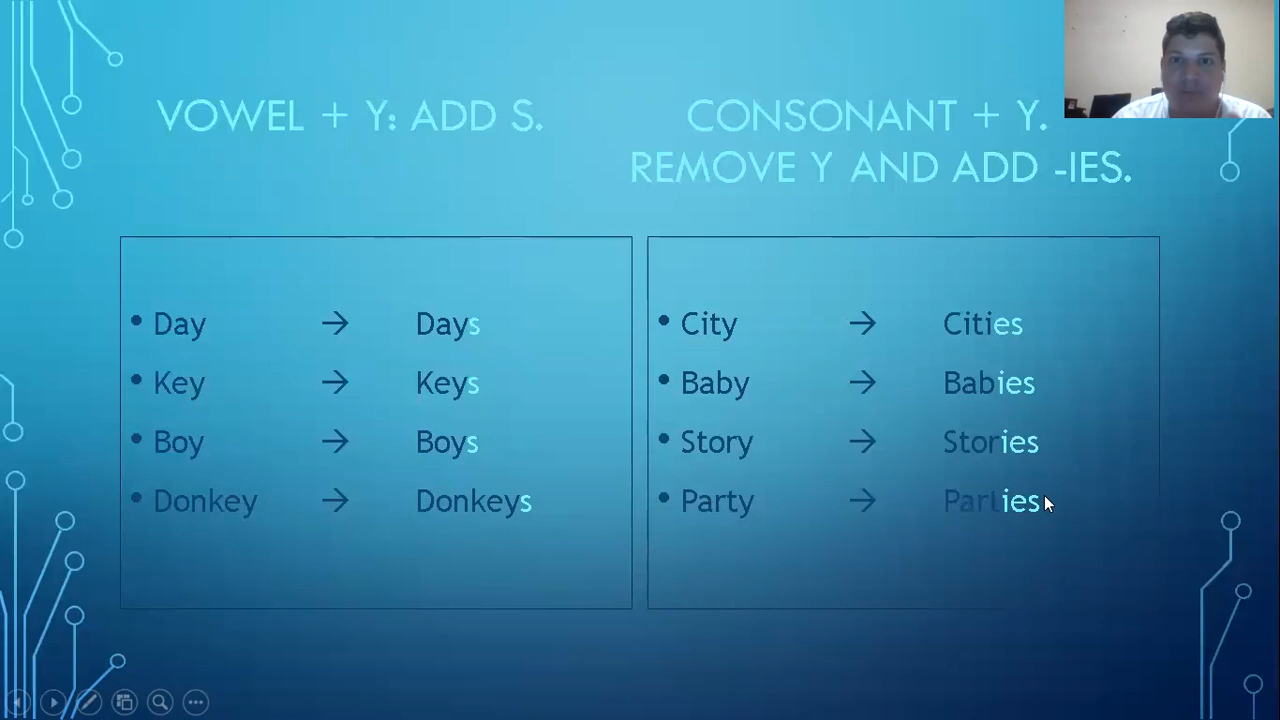 VOWEL + Y: ADD S.
CONSONANT + Y.
REMOVE Y AND ADD -IES.
• Day → Days
• Key → Keys
• Boy → Boys
• Donkey → Donkeys
• City → Cities
• Baby → Babies
• Story → Stories
• Party → Parties